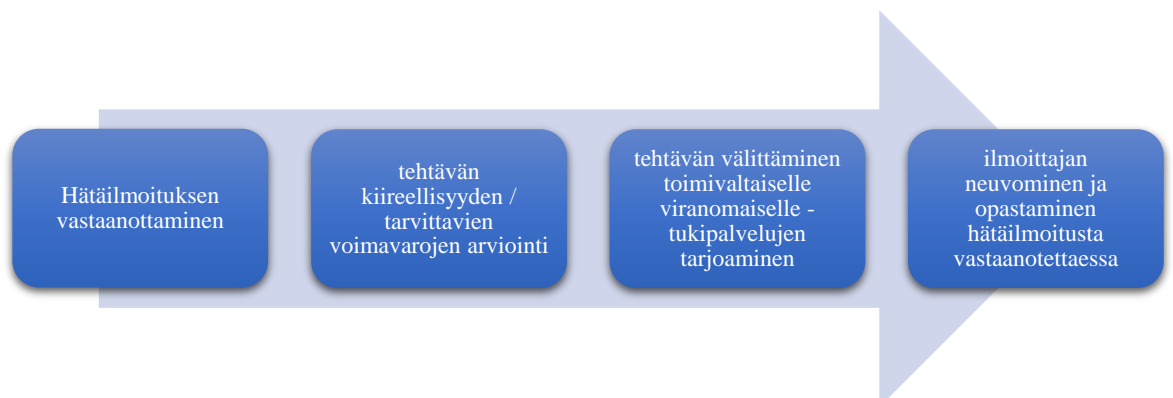 Hätäilmoituksen
vastaanottaminen
tehtävän
kiireellisyyden /
tarvittavien
voimavarojen arviointi
tehtävän välittäminen
toimivaltaiselle
viranomaiselle -
tukipalvelujen
tarjoaminen
ilmoittajan
neuvominen ja
opastaminen
hätäilmoitusta
vastaanotettaessa